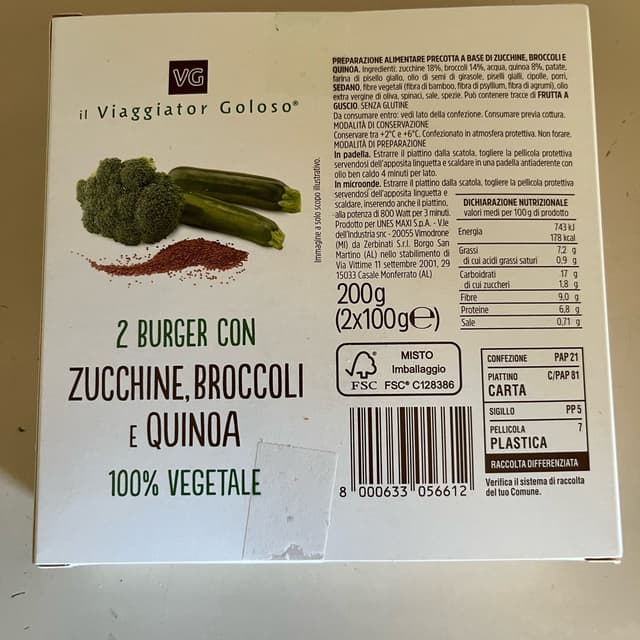 VG
il Viaggiator Goloso®
Immagine a solo scopo illustrativo.
2 BURGER CON
ZUCCHINE, BROCCOLI
E QUINOA
100% VEGETALE
PREPARAZIONE ALIMENTARE PRECOTTA A BASE DI ZUCCHINE, BROCCOLI E
QUINOA. Ingredienti: zucchine 18%, broccoli 14%, acqua, quinoa 8%, patate,
farina di pisello giallo, olio di semi di girasole, piselli gialli, cipolle, porri,
SEDANO, fibre vegetali (fibra di bamboo, fibra di psyllium, fibra di agrumi), olio
extra vergine di oliva, spinaci, sale, spezie. Può contenere tracce di FRUTTA A
GUSCIO. SENZA GLUTINE
Da consumare entro: vedi lato della confezione. Consumare previa cottura.
MODALITÀ DI CONSERVAZIONE
Conservare tra +2°C e +6°C. Confezionato in atmosfera protettiva. Non forare.
MODALITÀ DI PREPARAZIONE
In padella. Estrarre il piattino dalla scatola, togliere la pellicola protettiva
servendosi dell'apposita linguetta e scaldare in una padella antiaderente con
olio ben caldo 4 minuti per lato.
In microonde. Estrarre il piattino dalla scatola, togliere la pellicola protettiva
servendosi dell'apposita linguetta e
scaldare, inserendo anche il piattino,
alla potenza di 800 Watt per 3 minuti.
Prodotto per UNES MAXI S.p.A. - V.le
dell'Industria snc - 20055 Vimodrone
(MI) da Zerbinati S.r.l. Borgo San
Martino (AL) nello stabilimento di
Via Vittime 11 settembre 2001, 29
15033 Casale Monferrato (AL)
DICHIARAZIONE NUTRIZIONALE
valori medi per 100 g di prodotto
Energia 743 kJ
178 kcal
Grassi 7,2 g
di cui acidi grassi saturi 0,9 g
Carboidrati 17 g
di cui zuccheri 1,8 g
Fibre 9,0 g
Proteine 6,8 g
Sale 0,71 g
200g
(2x100g℮)
FSC
MISTO
Imballaggio
FSC® C128386
CONFEZIONE PAP 21
PIATTINO C/PAP 81
CARTA
SIGILLO PP 5
PELLICOLA 7
PLASTICA
RACCOLTA DIFFERENZIATA
Verifica il sistema di raccolta
del tuo Comune.
8 000633 056612